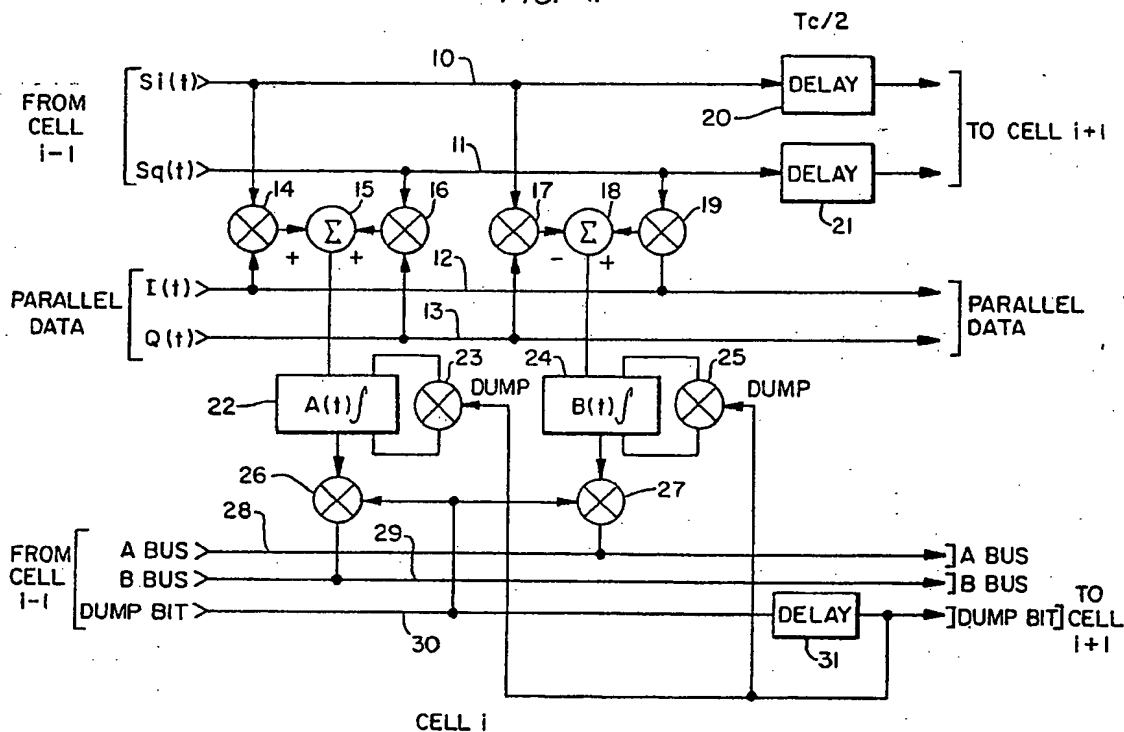 Tc/2
FROM CELL i-1
Si(t)
10
DELAY
20
TO CELL i+1
Sq(t)
11
DELAY
21
14
15
16
17
18
19
Σ
Σ
+
+
-
+
PARALLEL DATA
I(t)
12
PARALLEL DATA
Q(t)
13
22
A(t)∫
23
DUMP
24
B(t)∫
25
DUMP
26
27
28
29
FROM CELL i-1
A BUS
A BUS
B BUS
B BUS
DUMP BIT
30
DELAY
31
DUMP BIT
TO CELL i+1
CELL i